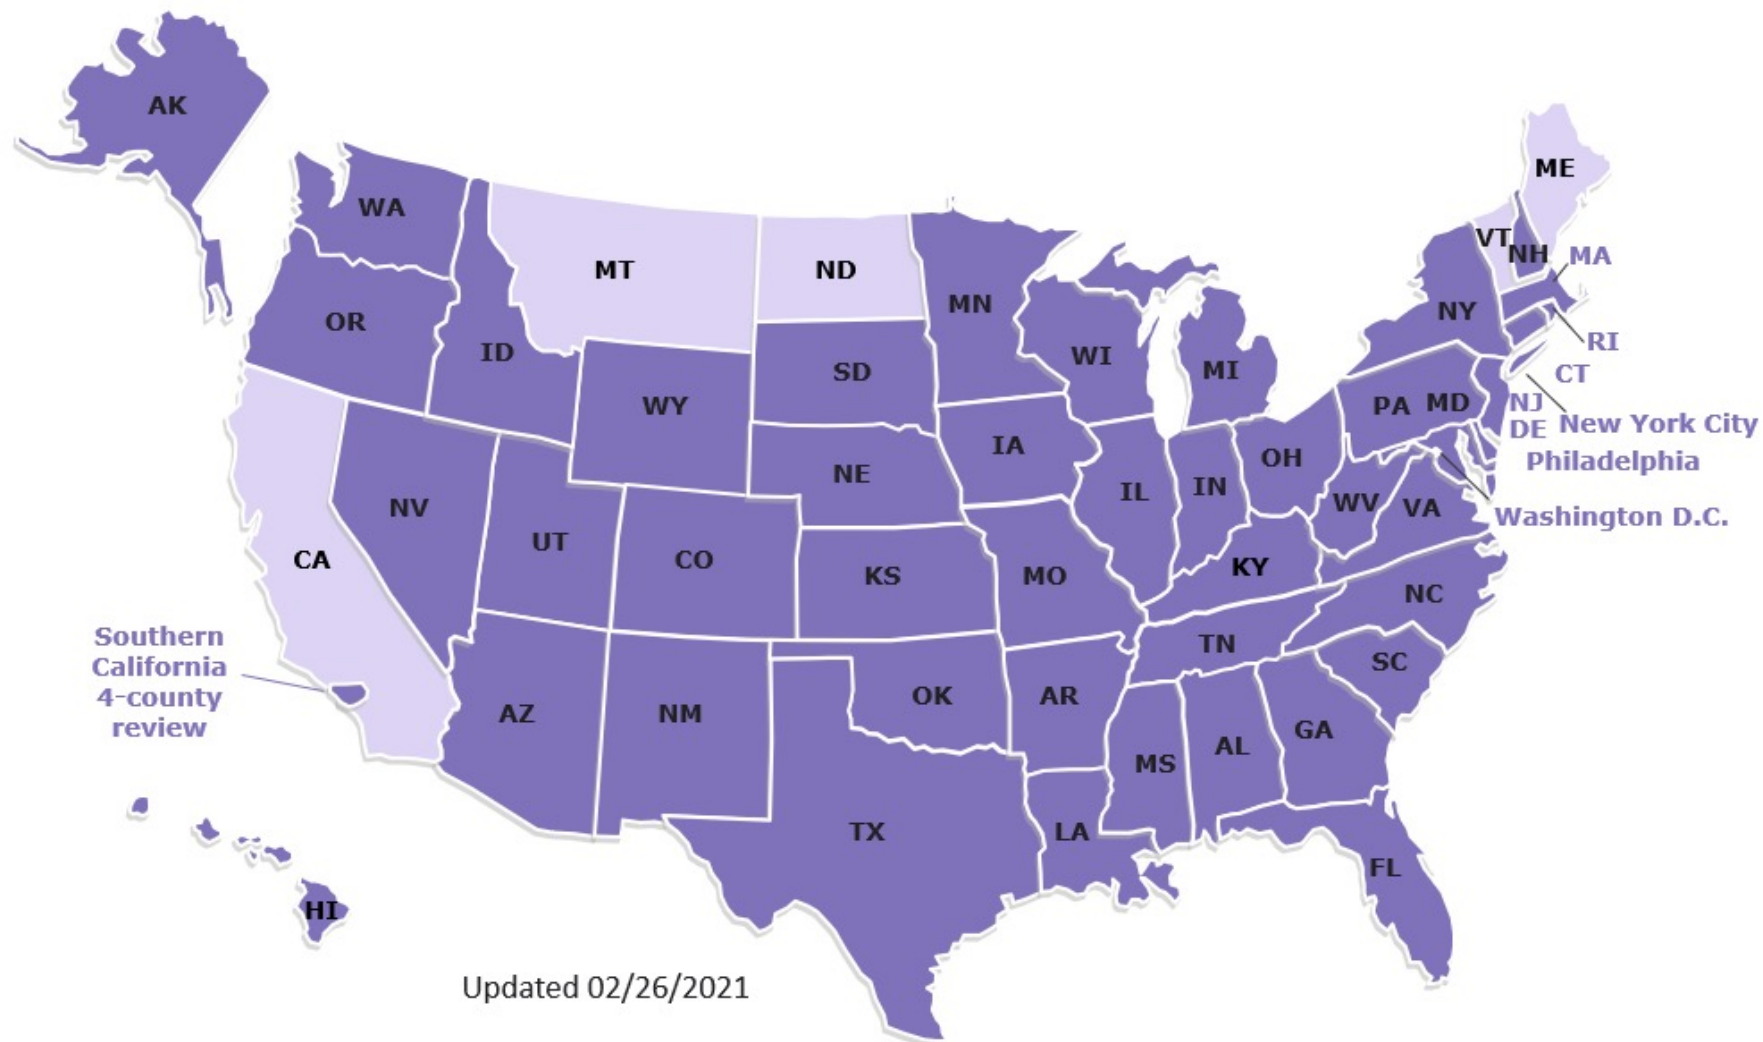 AK
ME
WA
VT
NH
MA
MT
ND
MN
OR
NY
ID
SD
WI
MI
RI
CT
WY
PA
MD
NJ
DE
New York City
IA
NE
OH
Philadelphia
IL
IN
WV
VA
NV
Washington D.C.
UT
CO
CA
KS
MO
KY
NC
TN
SC
Southern
California
4-county
review
AZ
NM
OK
AR
GA
AL
MS
TX
LA
FL
HI
Updated 02/26/2021